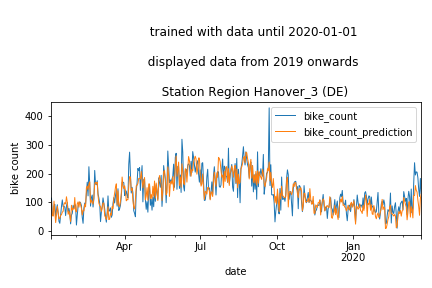 trained with data until 2020-01-01
displayed data from 2019 onwards
Station Region Hanover_3 (DE)
bike_count
bike_count_prediction
bike count
400
300
200
100
0
Apr
Jul
Oct
Jan
2020
date